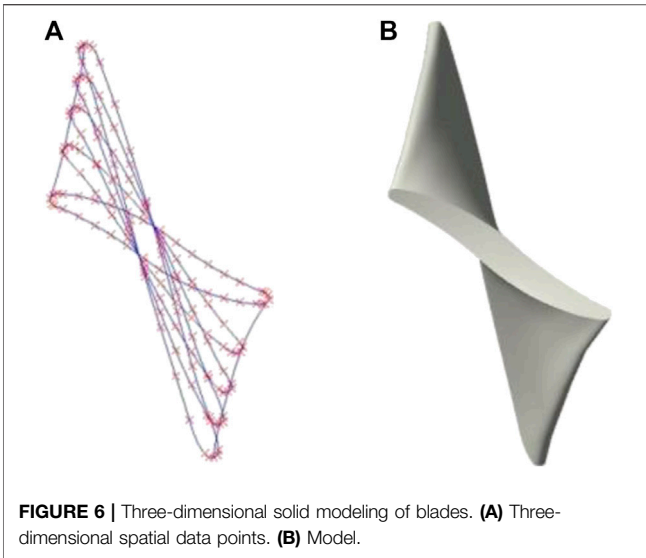 A
B
FIGURE 6 | Three-dimensional solid modeling of blades. (A) Three-
dimensional spatial data points. (B) Model.